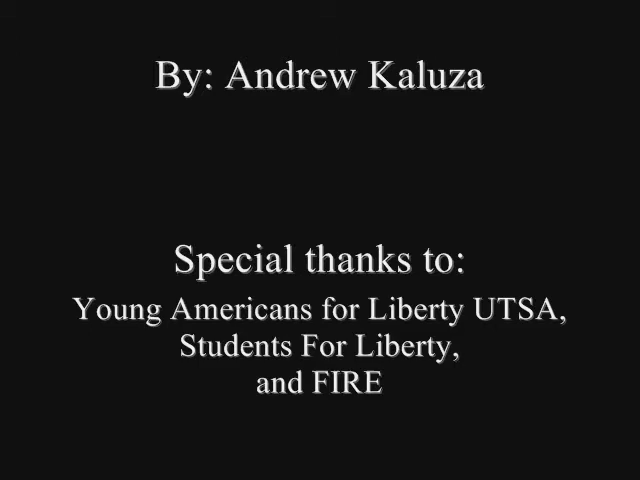 By: Andrew Kaluza
Special thanks to:
Young Americans for Liberty UTSA,
Students For Liberty,
and FIRE